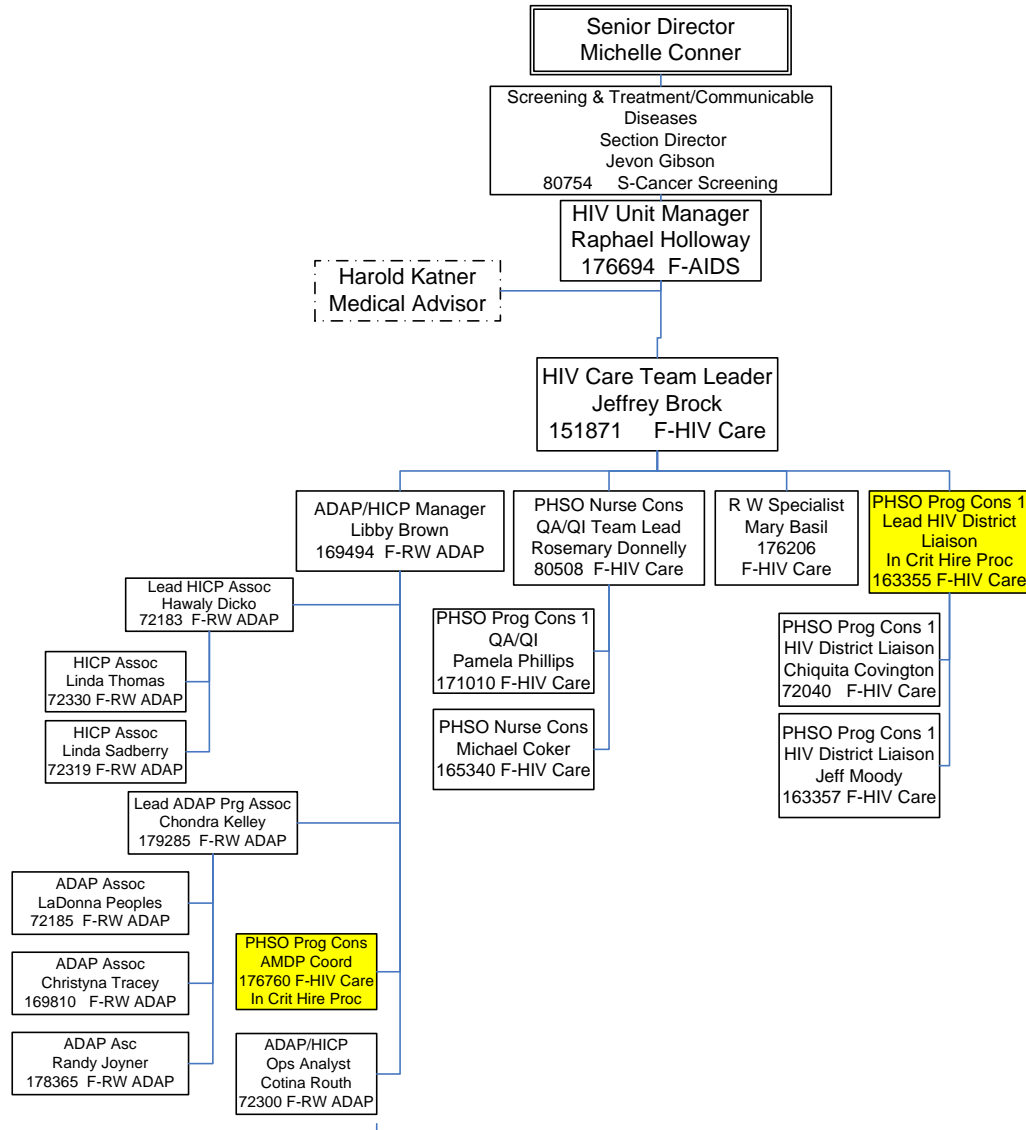 Senior Director
Michelle Conner
Screening & Treatment/Communicable
Diseases
Section Director
Jevon Gibson
80754 S-Cancer Screening
HIV Unit Manager
Raphael Holloway
176694 F-AIDS
Harold Katner
Medical Advisor
HIV Care Team Leader
Jeffrey Brock
151871 F-HIV Care
ADAP/HICP Manager
Libby Brown
169494 F-RW ADAP
PHSO Nurse Cons
QA/QI Team Lead
Rosemary Donnelly
80508 F-HIV Care
R W Specialist
Mary Basil
176206
F-HIV Care
PHSO Prog Cons 1
Lead HIV District
Liaison
In Crit Hire Proc
163355 F-HIV Care
Lead HICP Assoc
Hawaly Dicko
72183 F-RW ADAP
HICP Assoc
Linda Thomas
72330 F-RW ADAP
HICP Assoc
Linda Sadberry
72319 F-RW ADAP
PHSO Prog Cons 1
QA/QI
Pamela Phillips
171010 F-HIV Care
PHSO Nurse Cons
Michael Coker
165340 F-HIV Care
PHSO Prog Cons 1
HIV District Liaison
Chiquita Covington
72040 F-HIV Care
PHSO Prog Cons 1
HIV District Liaison
Jeff Moody
163357 F-HIV Care
Lead ADAP Prg Assoc
Chondra Kelley
179285 F-RW ADAP
ADAP Assoc
LaDonna Peoples
72185 F-RW ADAP
ADAP Assoc
Christyna Tracey
169810 F-RW ADAP
ADAP Asc
Randy Joyner
178365 F-RW ADAP
PHSO Prog Cons
AMDP Coord
176760 F-HIV Care
In Crit Hire Proc
ADAP/HICP
Ops Analyst
Cotina Routh
72300 F-RW ADAP